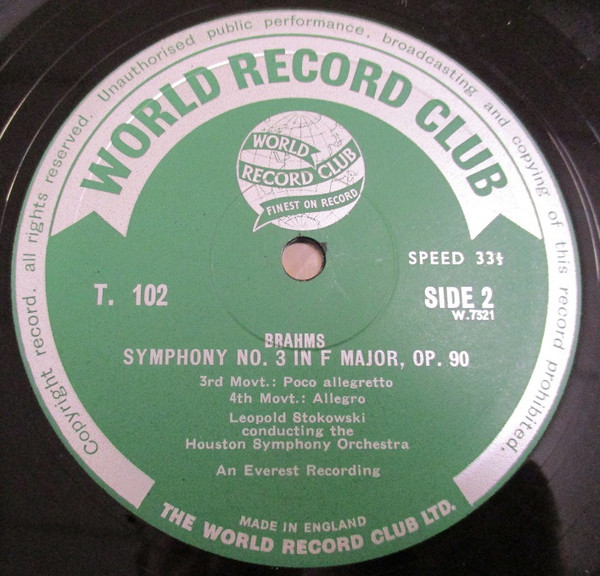 Copyright record. all rights reserved. Unauthorised public performance, broadcasting and copying of this record prohibited.
WORLD RECORD CLUB
WORLD
RECORD CLUB
FINEST ON RECORD
SPEED 33⅓
T. 102
SIDE 2
W.7321
BRAHMS
SYMPHONY NO. 3 IN F MAJOR, OP. 90
3rd Movt.: Poco allegretto
4th Movt.: Allegro
Leopold Stokowski
conducting the
Houston Symphony Orchestra
An Everest Recording
MADE IN ENGLAND
THE WORLD RECORD CLUB LTD.